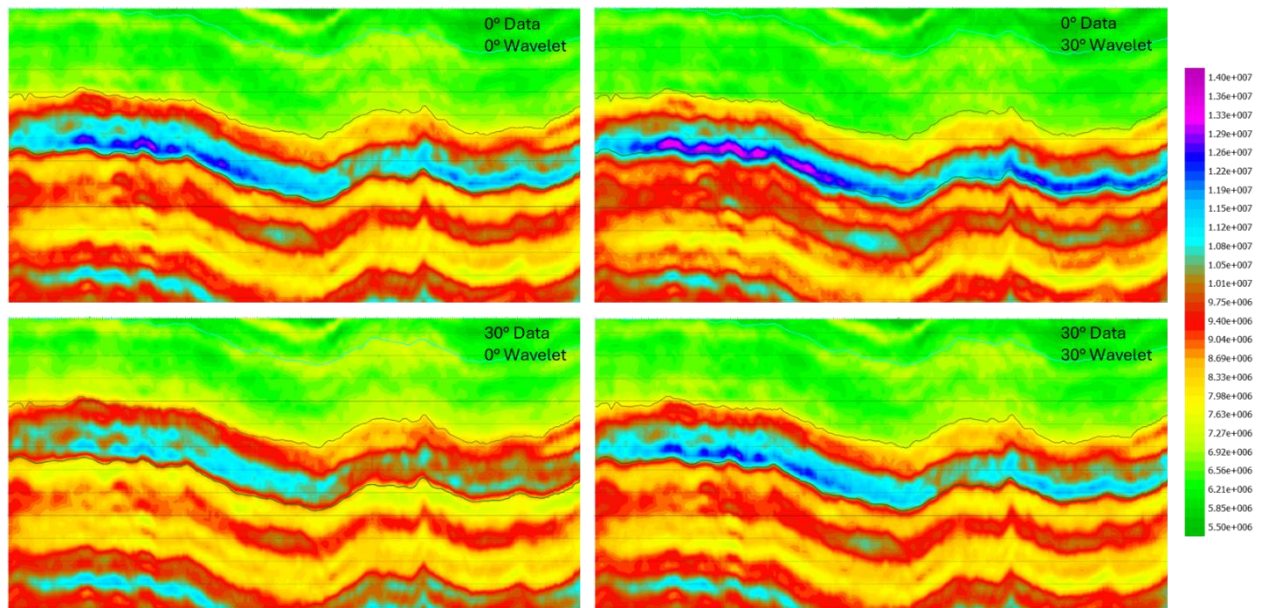 0º Data
0º Wavelet
0º Data
30º Wavelet
30º Data
0º Wavelet
30º Data
30º Wavelet
1.40e+007
1.36e+007
1.33e+007
1.29e+007
1.26e+007
1.22e+007
1.19e+007
1.15e+007
1.12e+007
1.08e+007
1.05e+007
1.01e+007
9.75e+006
9.40e+006
9.04e+006
8.69e+006
8.33e+006
7.98e+006
7.63e+006
7.27e+006
6.92e+006
6.56e+006
6.21e+006
5.85e+006
5.50e+006